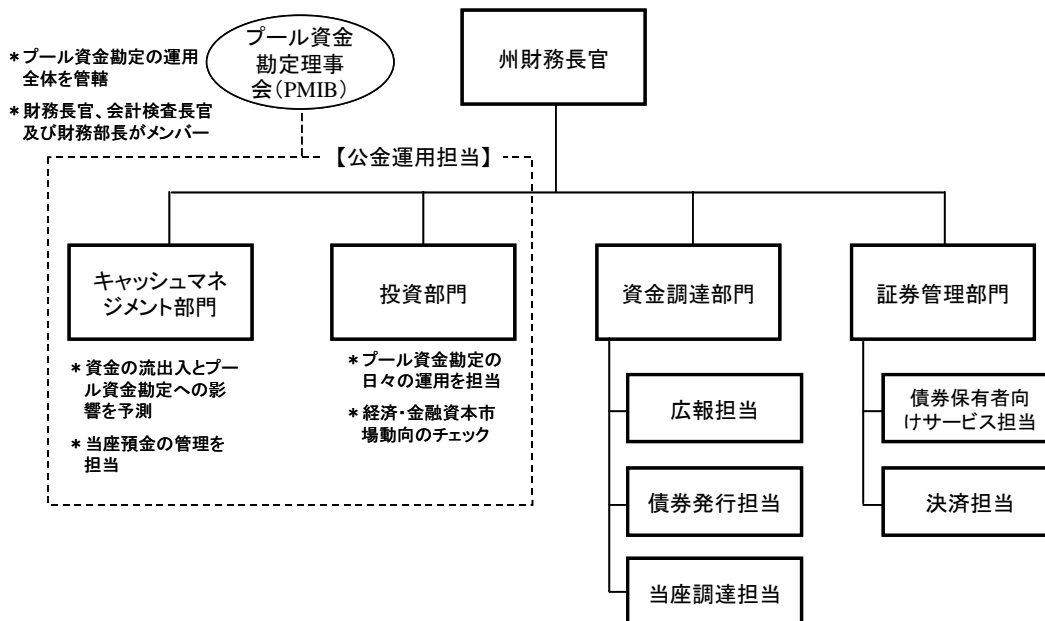 プール資金
勘定理事
会(PMIB)
州財務長官
＊プール資金勘定の運用
全体を管轄
＊財務長官、会計検査長官
及び財務部長がメンバー
【公金運用担当】
キャッシュマネ
ジメント部門
投資部門
資金調達部門
証券管理部門
＊資金の流出入とプー
ル資金勘定への影
響を予測
＊当座預金の管理を
担当
＊プール資金勘定の
日々の運用を担当
＊経済・金融資本市
場動向のチェック
広報担当
債券発行担当
当座調達担当
債券保有者向
けサービス担当
決済担当